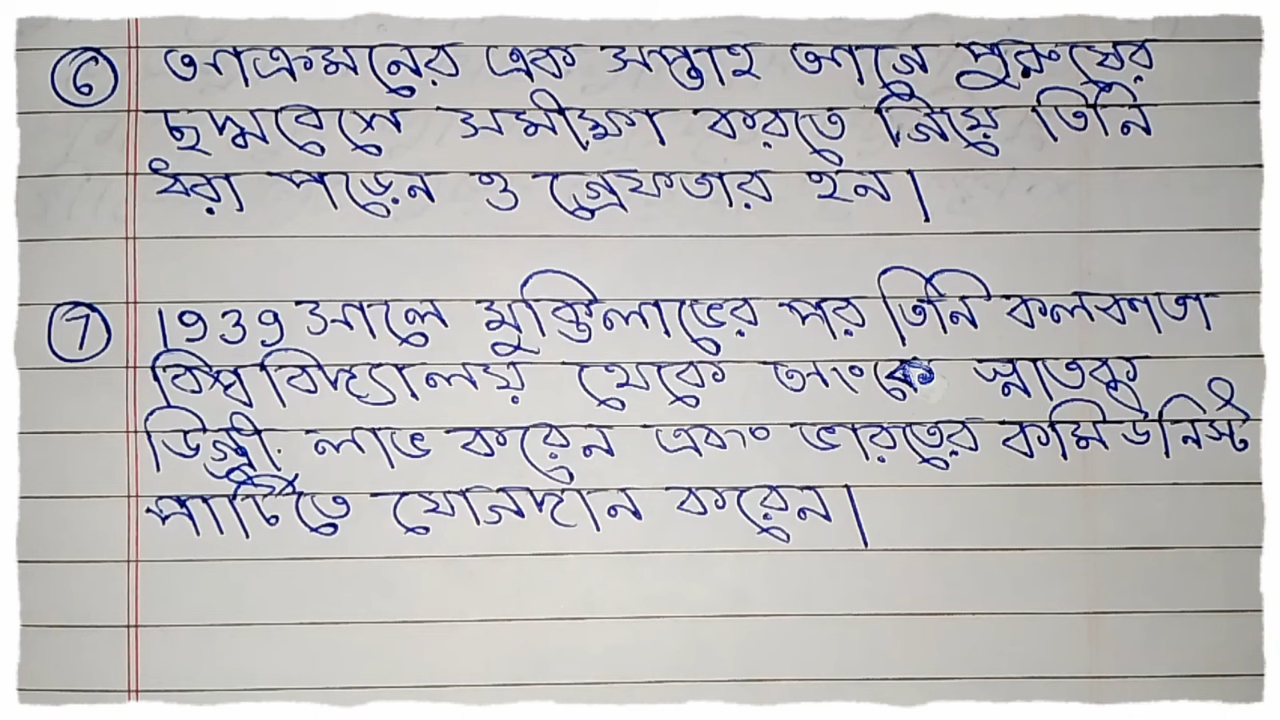 ⑥ আক্রমনের এক সপ্তাহ আগে পুরুষের
ছদ্মবেশে সমীক্ষা করতে গিয়ে তিনি
ধরা পড়েন ও গ্রেফতার হন।
⑦ 1939 সালে মুক্তিলাভের পর তিনি কলকাতা
বিশ্ববিদ্যালয় থেকে অংকে স্নাতক
ডিগ্রী লাভ করেন এবং ভারতের কমিউনিস্ট
পার্টিতে যোগদান করেন।